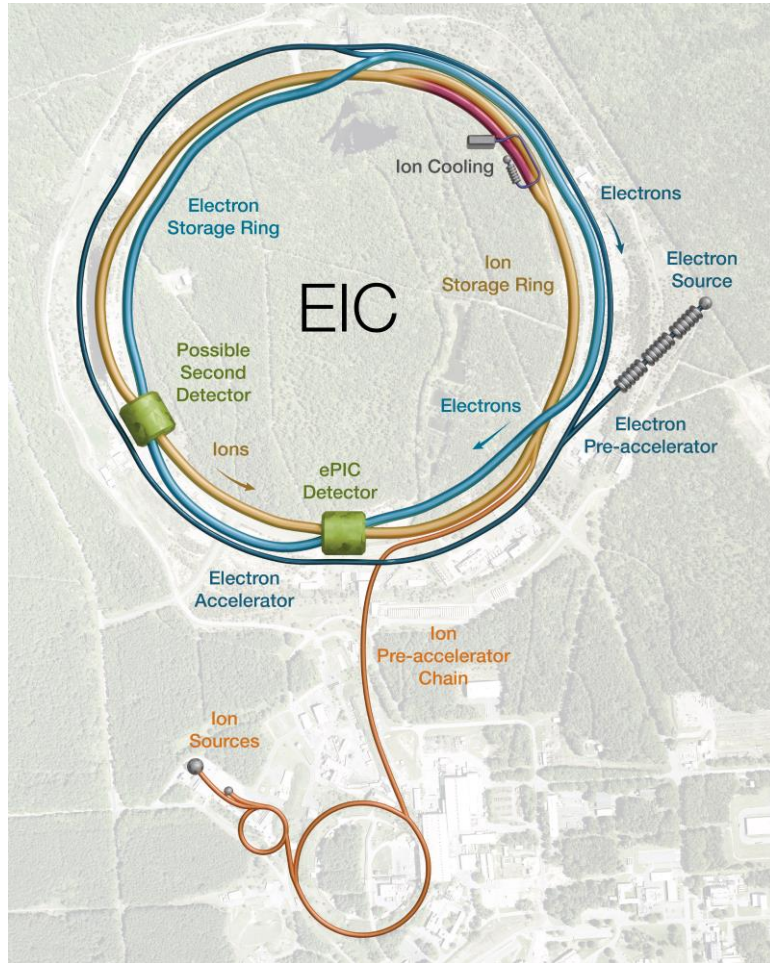 Ion Cooling
Electrons
Electron
Storage Ring
Electron
Source
Ion
Storage Ring
EIC
Possible
Second
Detector
Electrons
Electron
Pre-accelerator
Ions
ePIC
Detector
Electron
Accelerator
Ion
Pre-accelerator
Chain
Ion
Sources